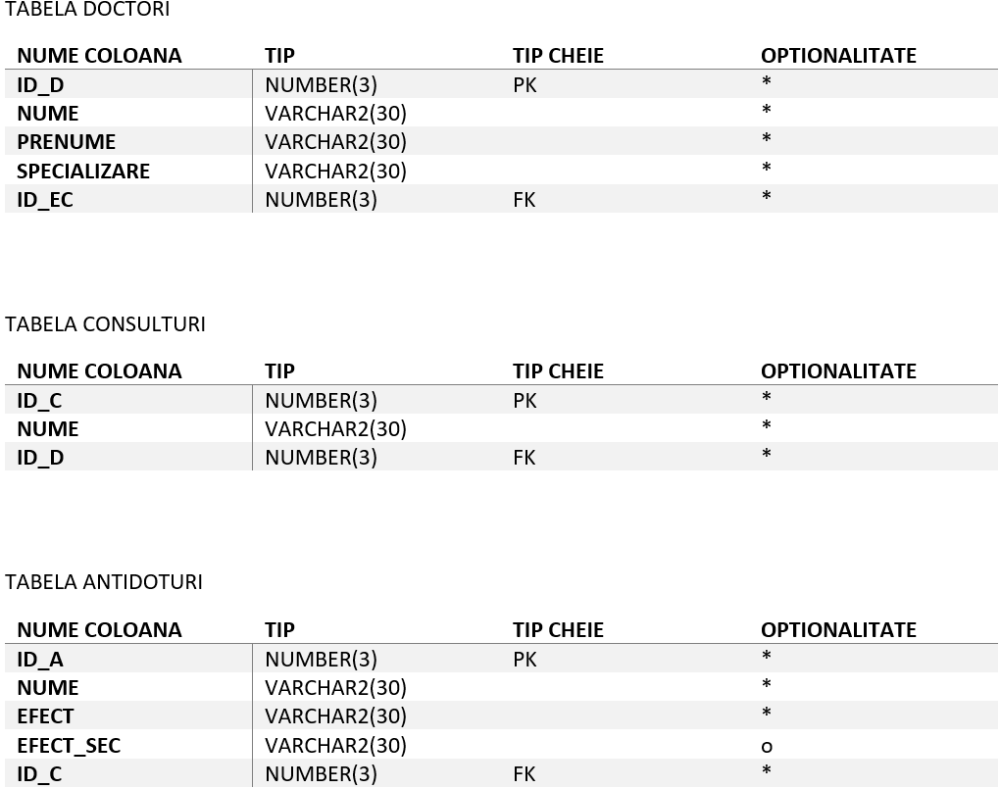 TABELA DOCTORI
NUME COLOANA TIP TIP CHEIE OPTIONALITATE
ID_D NUMBER(3) PK *
NUME VARCHAR2(30) *
PRENUME VARCHAR2(30) *
SPECIALIZARE VARCHAR2(30) *
ID_EC NUMBER(3) FK *
TABELA CONSULTURI
NUME COLOANA TIP TIP CHEIE OPTIONALITATE
ID_C NUMBER(3) PK *
NUME VARCHAR2(30) *
ID_D NUMBER(3) FK *
TABELA ANTIDOTURI
NUME COLOANA TIP TIP CHEIE OPTIONALITATE
ID_A NUMBER(3) PK *
NUME VARCHAR2(30) *
EFECT VARCHAR2(30) *
EFECT_SEC VARCHAR2(30) o
ID_C NUMBER(3) FK *